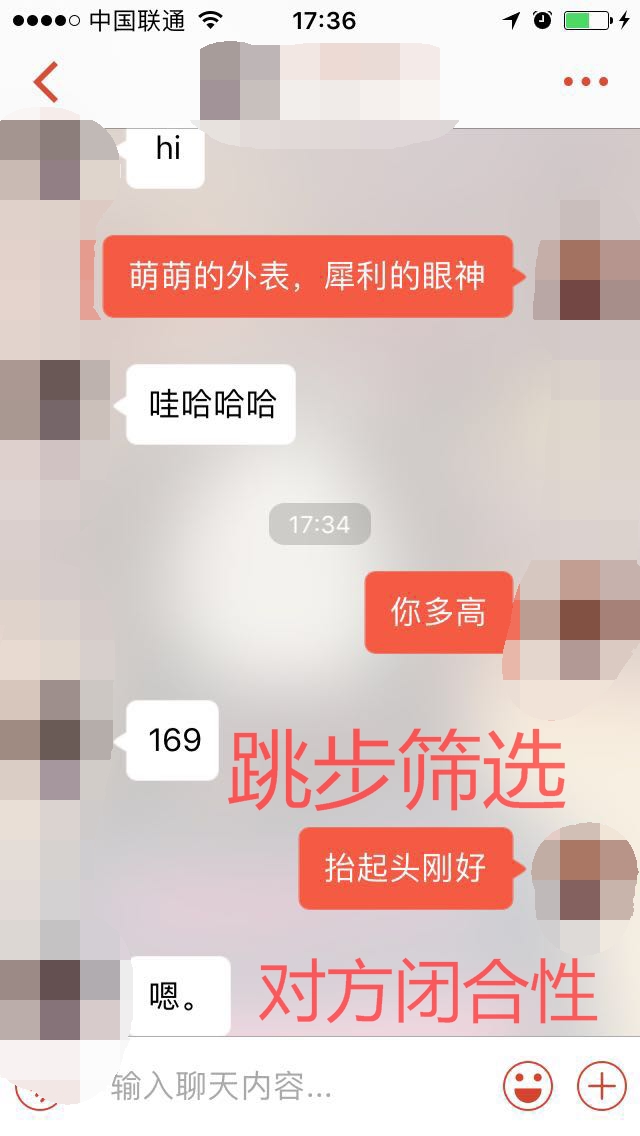 中国联通 17:36
hi
萌萌的外表，犀利的眼神
哇哈哈哈
17:34
你多高
169
跳步筛选
抬起头刚好
嗯。
对方闭合性
输入聊天内容...